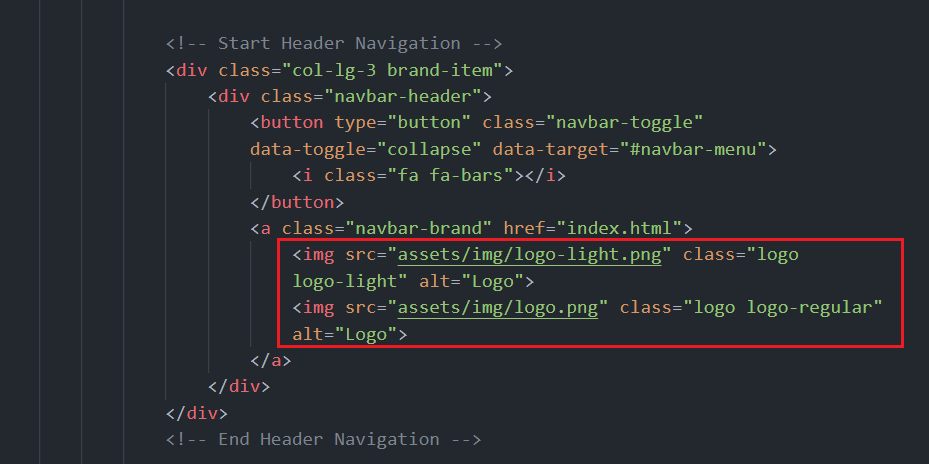 <!-- Start Header Navigation -->
<div class="col-lg-3 brand-item">
<div class="navbar-header">
<button type="button" class="navbar-toggle"
data-toggle="collapse" data-target="#navbar-menu">
<i class="fa fa-bars"></i>
</button>
<a class="navbar-brand" href="index.html">
<img src="assets/img/logo-light.png" class="logo
logo-light" alt="Logo">
<img src="assets/img/logo.png" class="logo logo-regular"
alt="Logo">
</a>
</div>
</div>
<!-- End Header Navigation -->